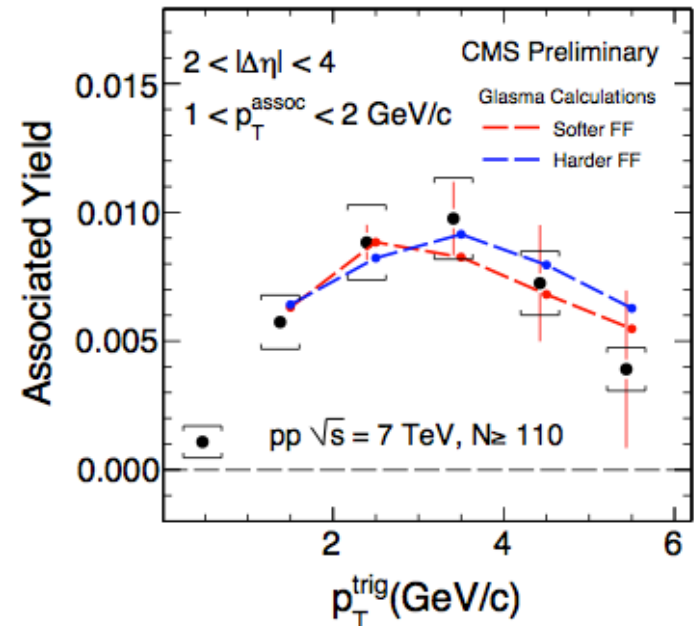 CMS Preliminary
2 < |Δη| < 4
1 < p_T^assoc < 2 GeV/c
Glasma Calculations
Softer FF
Harder FF
pp √s = 7 TeV, N≥ 110
Associated Yield
0.015
0.010
0.005
0.000
2 4 6
p_T^trig(GeV/c)